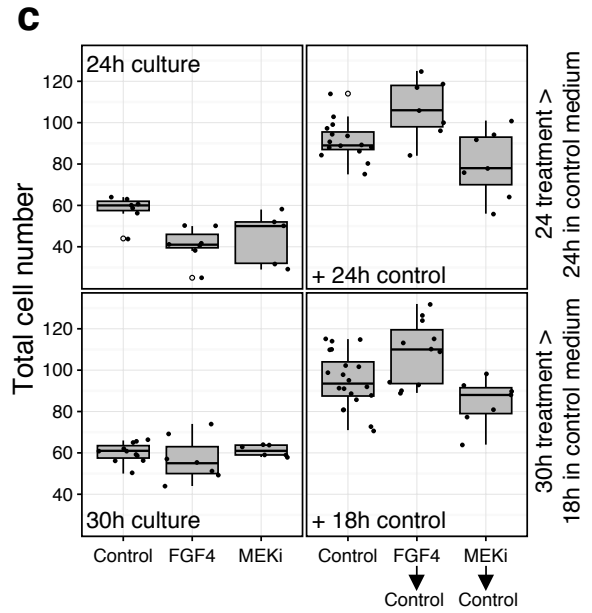 c
24h culture
+ 24h control
30h culture
+ 18h control
Total cell number
120
100
80
60
40
120
100
80
60
40
24 treatment >
24h in control medium
30h treatment >
18h in control medium
Control FGF4 MEKi Control FGF4 MEKi
Control Control